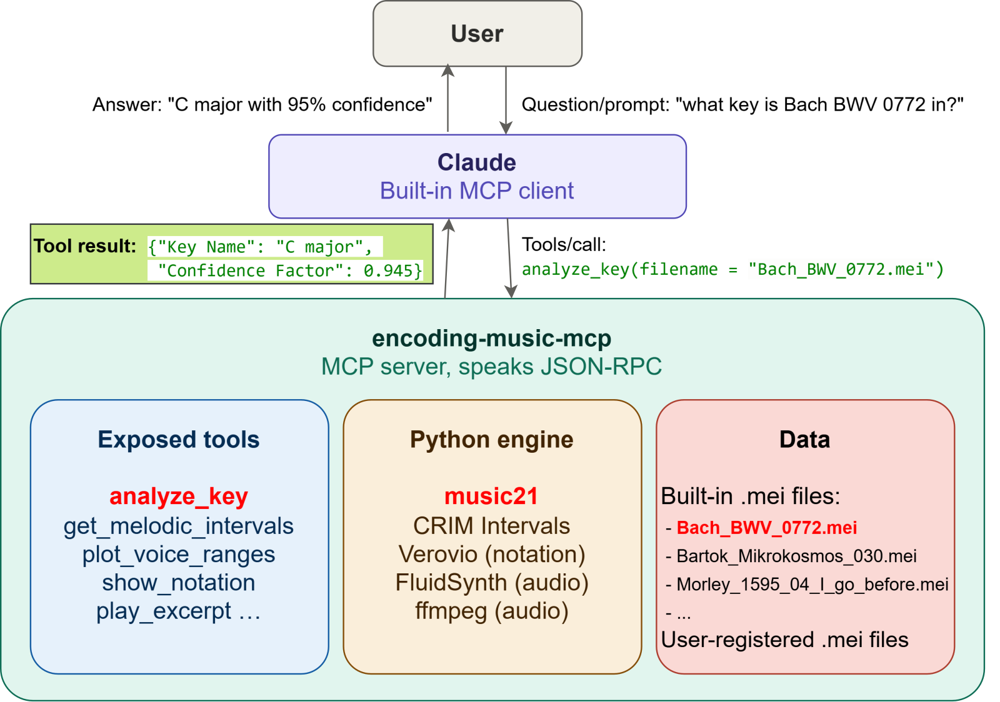 User
Answer: "C major with 95% confidence"
Question/prompt: "what key is Bach BWV 0772 in?"
Claude
Built-in MCP client
Tool result: {"Key Name": "C major",
"Confidence Factor": 0.945}
Tools/call:
analyze_key(filename = "Bach_BWV_0772.mei")
encoding-music-mcp
MCP server, speaks JSON-RPC
Exposed tools
analyze_key
get_melodic_intervals
plot_voice_ranges
show_notation
play_excerpt …
Python engine
music21
CRIM Intervals
Verovio (notation)
FluidSynth (audio)
ffmpeg (audio)
Data
Built-in .mei files:
- Bach_BWV_0772.mei
- Bartok_Mikrokosmos_030.mei
- Morley_1595_04_I_go_before.mei
- ...
User-registered .mei files